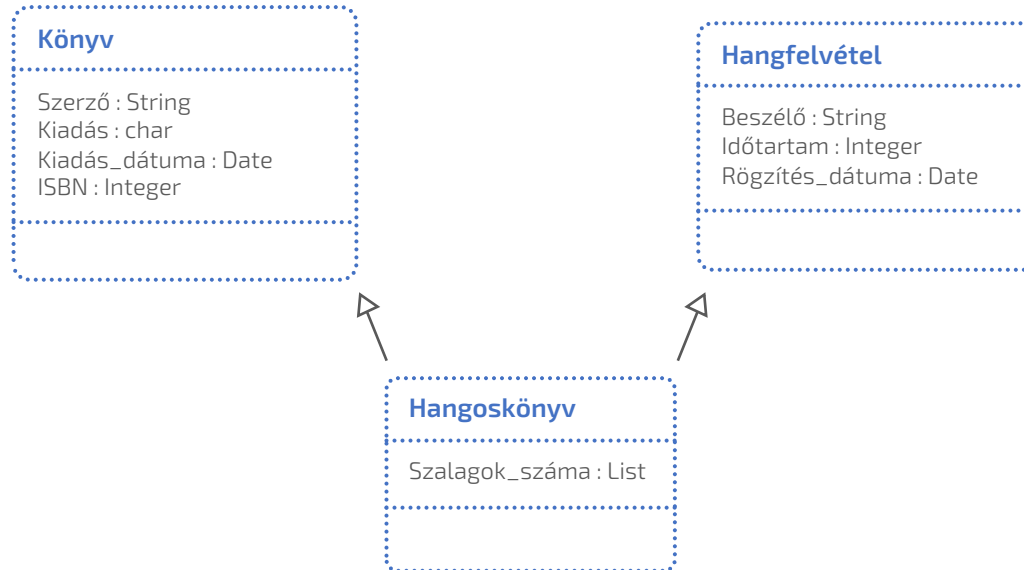 Könyv
Szerző : String
Kiadás : char
Kiadás_dátuma : Date
ISBN : Integer
Hangfelvétel
Beszélő : String
Időtartam : Integer
Rögzítés_dátuma : Date
Hangoskönyv
Szalagok_száma : List